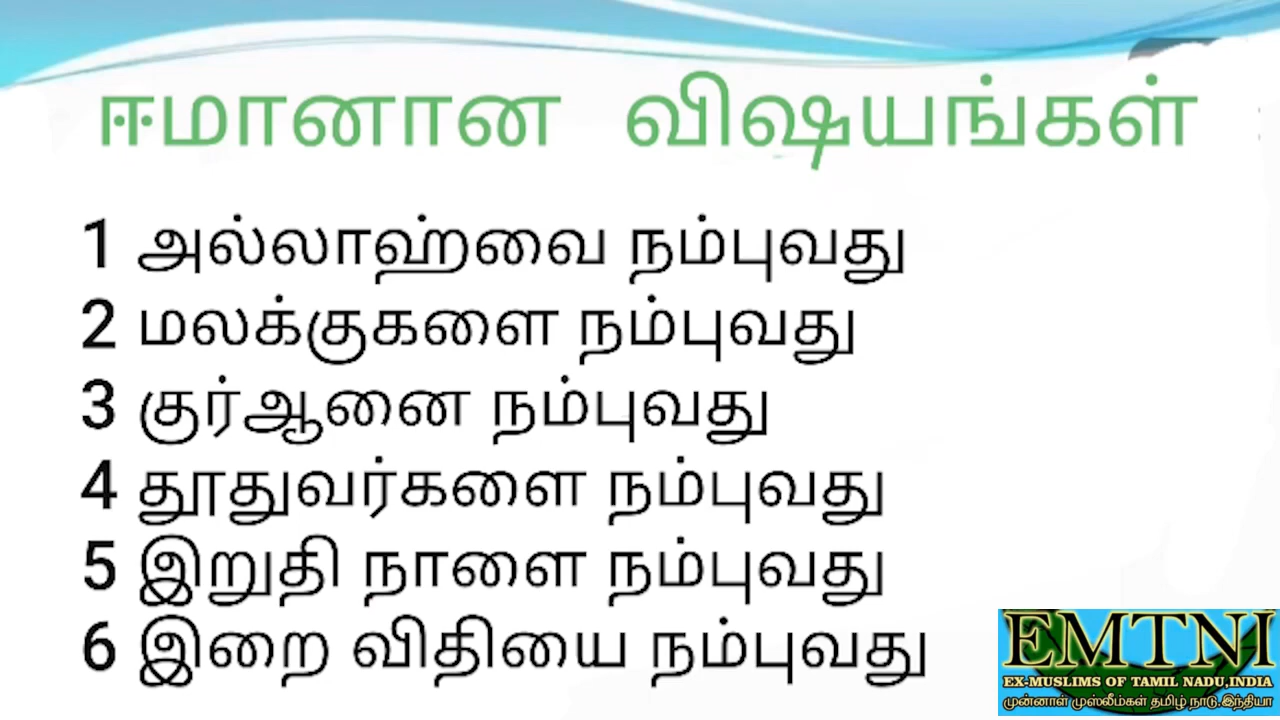 ஈமானான விஷயங்கள்
1 அல்லாஹ்வை நம்புவது
2 மலக்குகளை நம்புவது
3 குர்ஆனை நம்புவது
4 தூதுவர்களை நம்புவது
5 இறுதி நாளை நம்புவது
6 இறை விதியை நம்புவது
EMTNI
EX-MUSLIMS OF TAMIL NADU,INDIA
முன்னாள் முஸ்லீம்கள் தமிழ் நாடு.இந்தியா